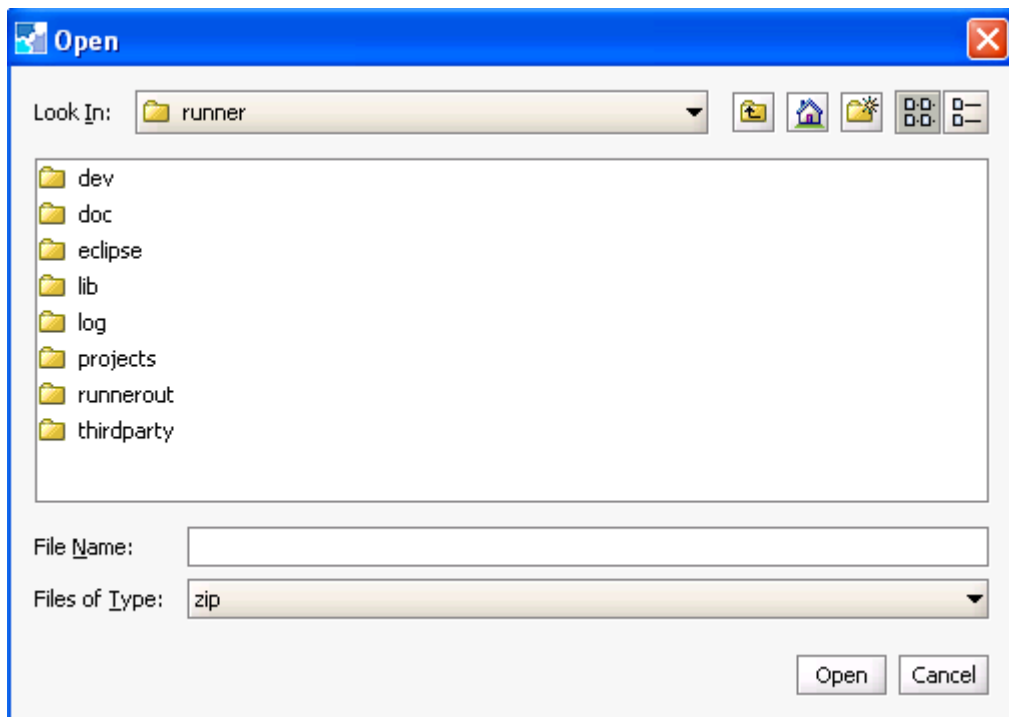 Open
Look In: runner
dev
doc
eclipse
lib
log
projects
runnerout
thirdparty
File Name:
Files of Type: zip
Open Cancel